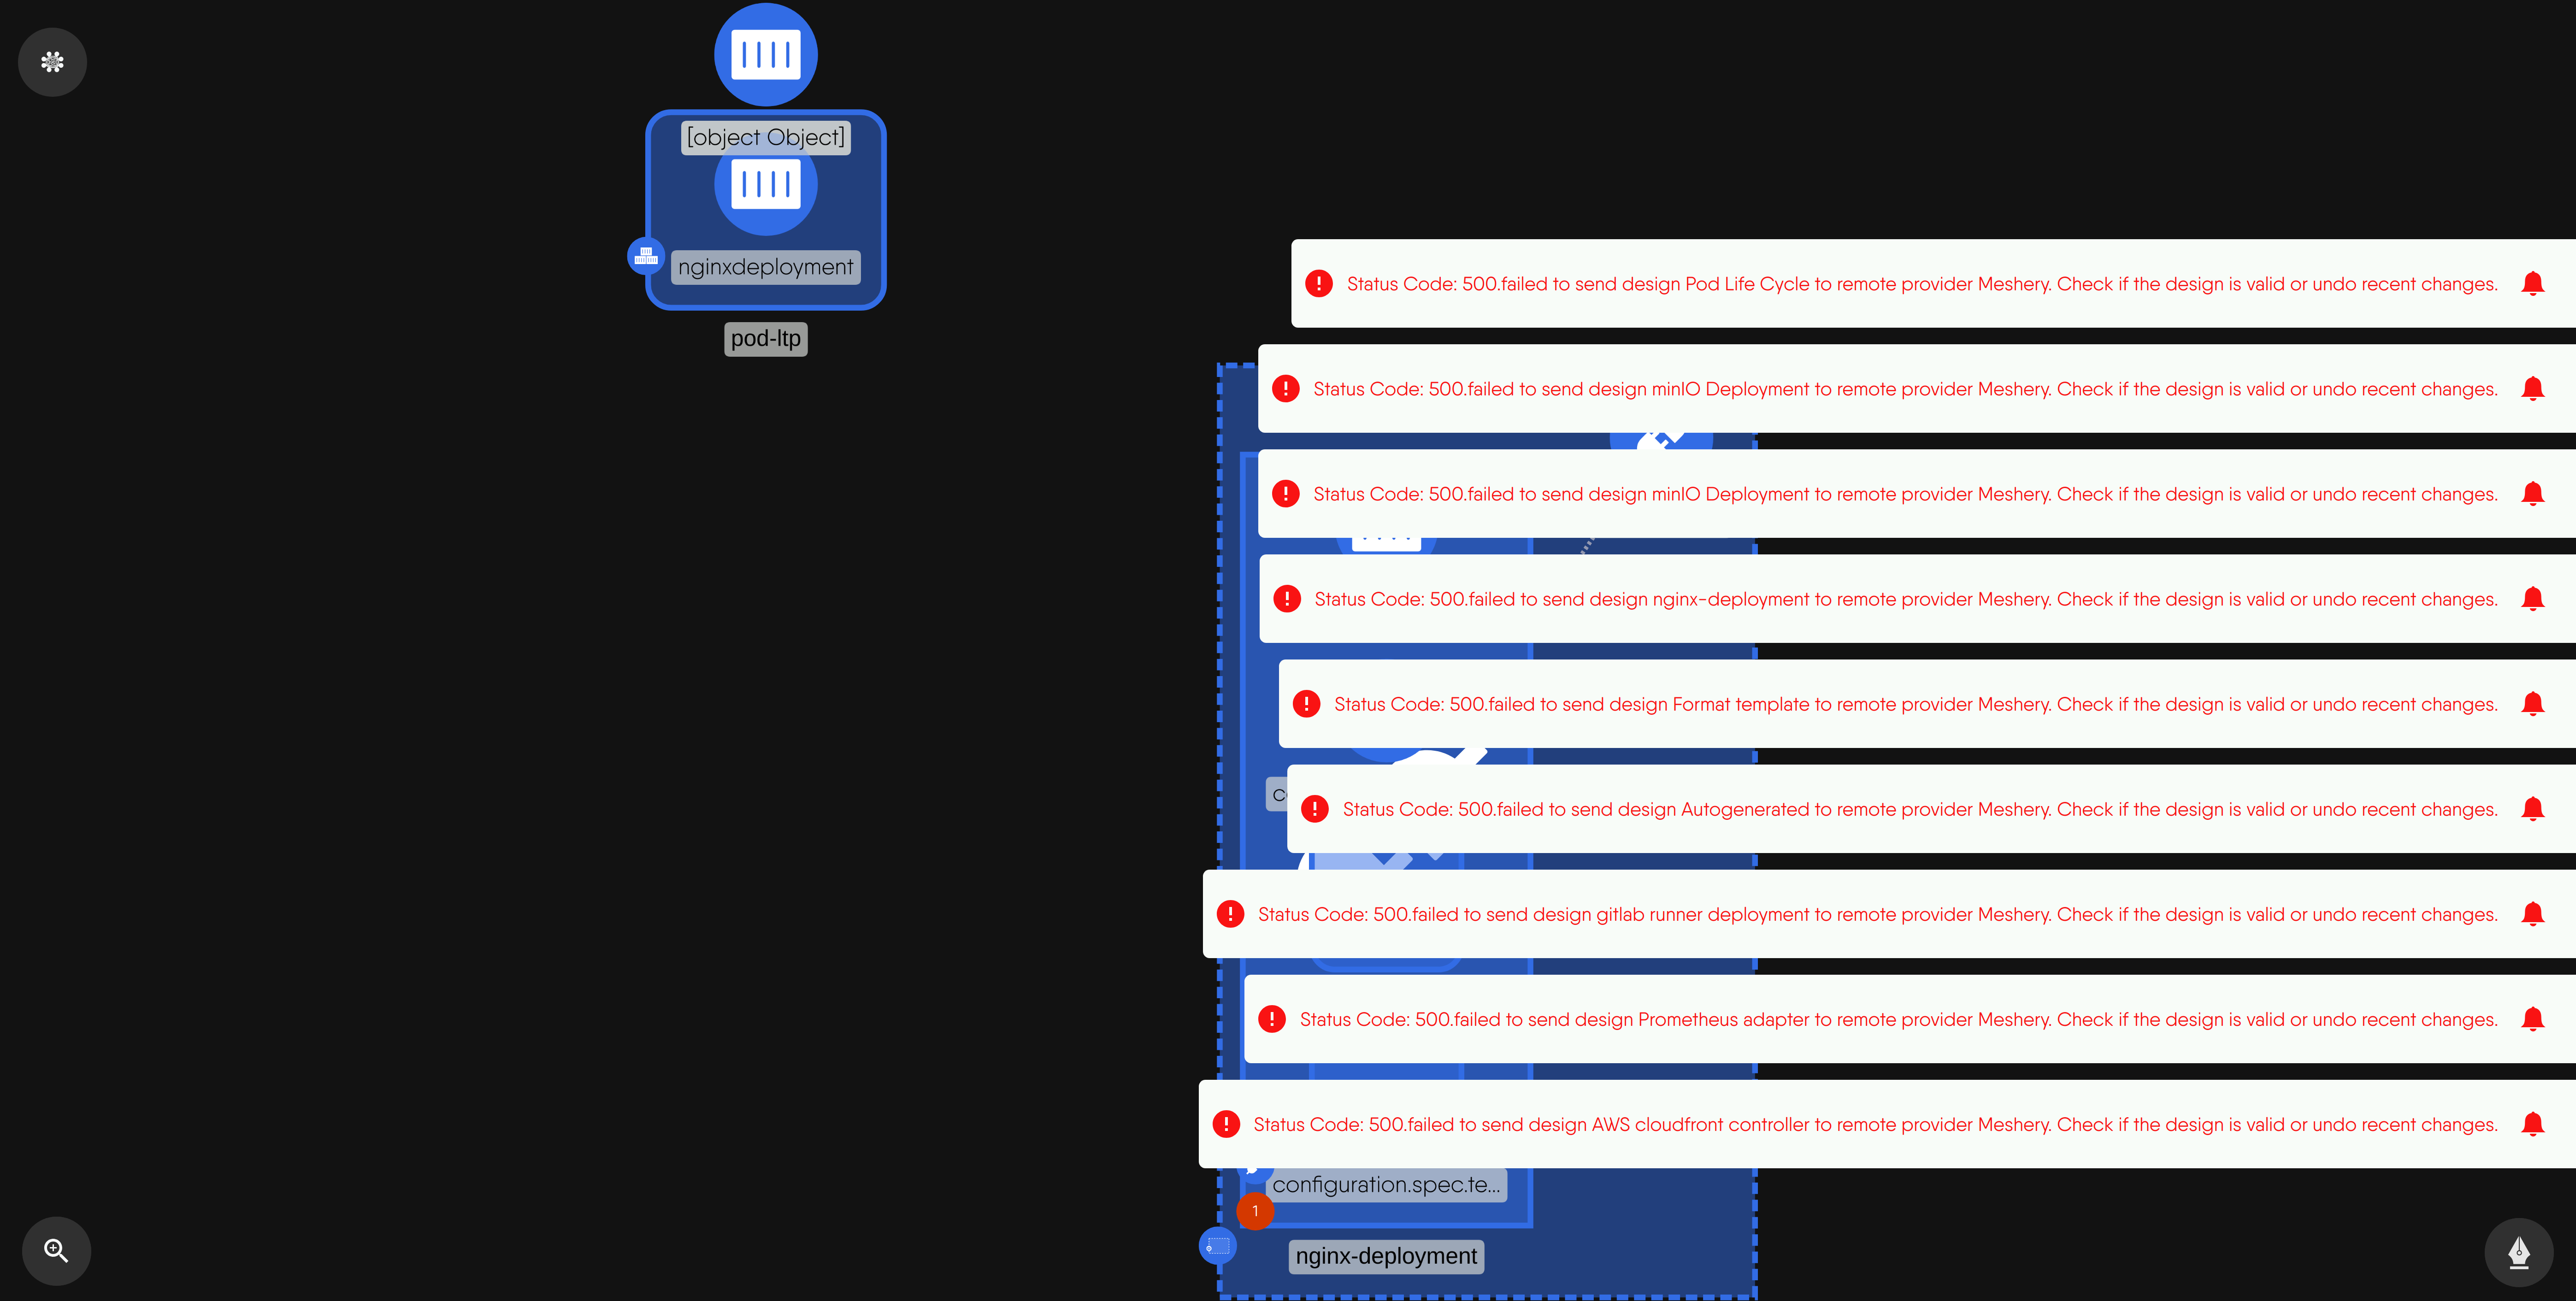 [object Object]
nginxdeployment
pod-ltp
Status Code: 500.failed to send design Pod Life Cycle to remote provider Meshery. Check if the design is valid or undo recent changes.
Status Code: 500.failed to send design minIO Deployment to remote provider Meshery. Check if the design is valid or undo recent changes.
Status Code: 500.failed to send design minIO Deployment to remote provider Meshery. Check if the design is valid or undo recent changes.
Status Code: 500.failed to send design nginx-deployment to remote provider Meshery. Check if the design is valid or undo recent changes.
Status Code: 500.failed to send design Format template to remote provider Meshery. Check if the design is valid or undo recent changes.
Status Code: 500.failed to send design Autogenerated to remote provider Meshery. Check if the design is valid or undo recent changes.
Status Code: 500.failed to send design gitlab runner deployment to remote provider Meshery. Check if the design is valid or undo recent changes.
Status Code: 500.failed to send design Prometheus adapter to remote provider Meshery. Check if the design is valid or undo recent changes.
Status Code: 500.failed to send design AWS cloudfront controller to remote provider Meshery. Check if the design is valid or undo recent changes.
configuration.spec.te...
1
nginx-deployment